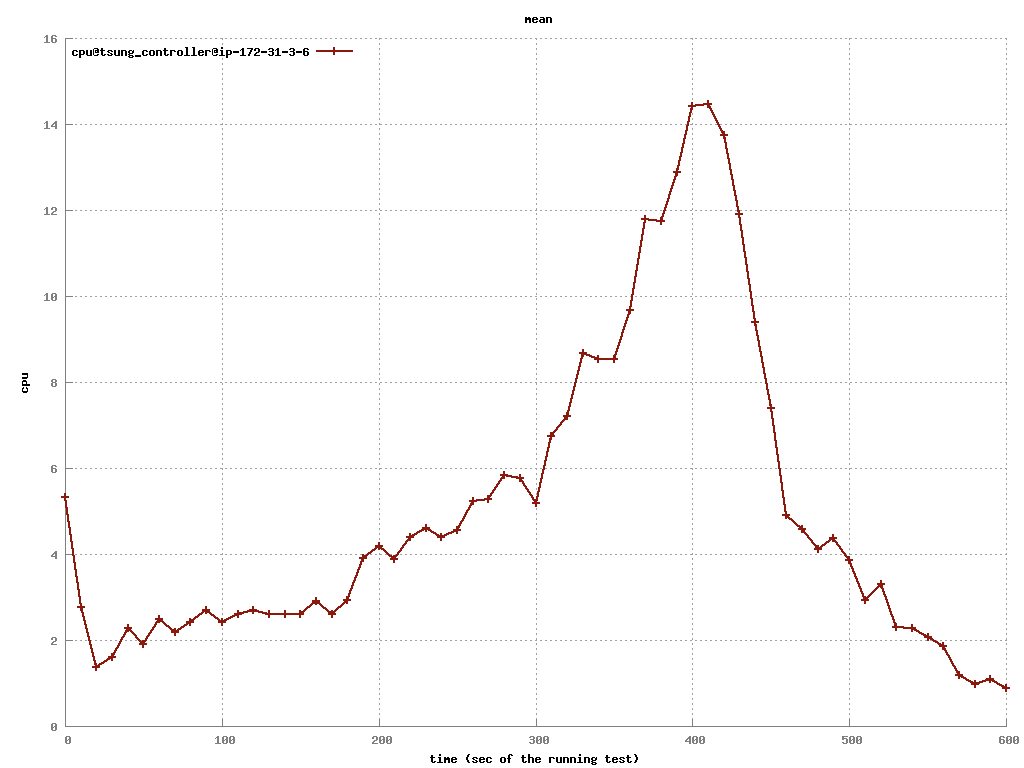 mean
cpu@tsung_controller@ip-172-31-3-6
16
14
12
10
8
6
4
2
0
cpu
0 100 200 300 400 500 600
time (sec of the running test)